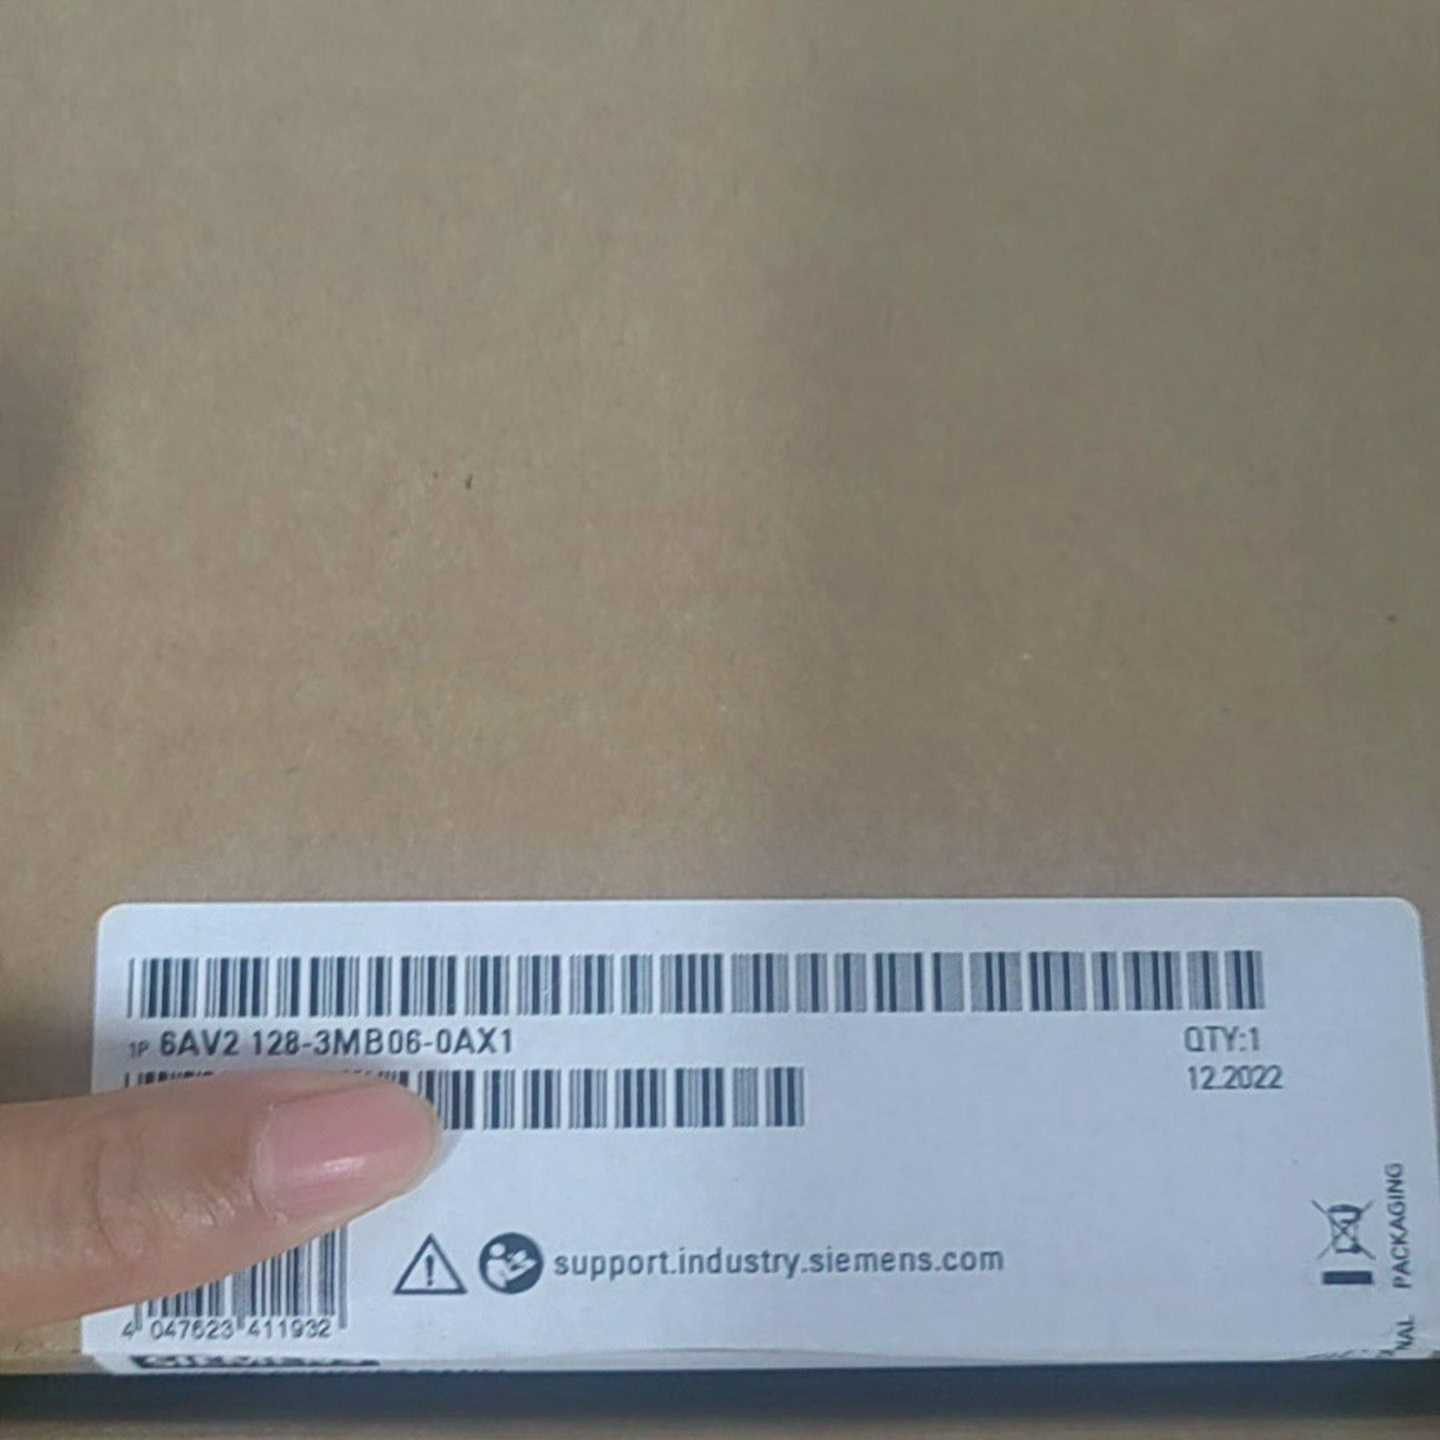 1P 6AV2 128-3MB06-0AX1
QTY:1
12.2022
support.industry.siemens.com
4 047623 411932
PACKAGING